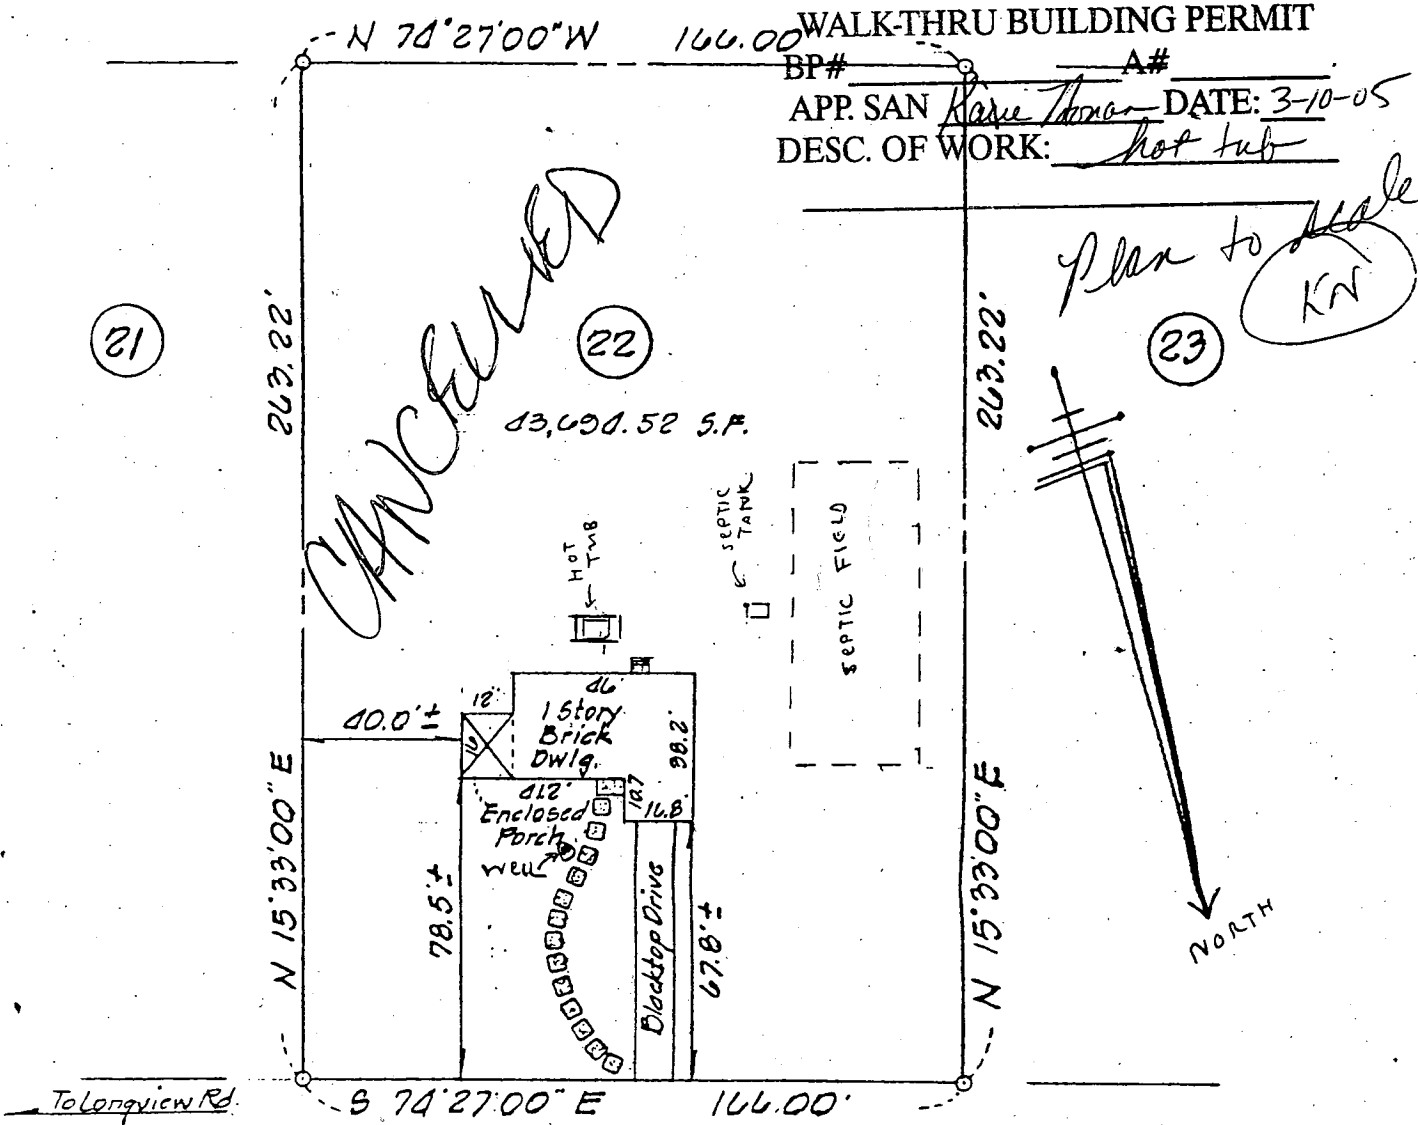 WALK-THRU BUILDING PERMIT
BP# A#
APP. SAN DATE: 3-10-05
DESC. OF WORK: hot tub
Plan to scale
KN
N 74°27'00"W 166.00
CANCELLED
21
22
23
263.22'
263.22'
43,694.52 S.F.
HOT TUB
SEPTIC TANK
SEPTIC FIELD
46'
12'
40.0'±
1 Story
Brick
Dwlg.
16
38.2'
41.2'
10.7
16.8'
Enclosed
Porch
Well
78.5'±
Blacktop Drive
67.8'±
N 15°33'00"E
N 15°33'00"E
NORTH
To Longview Rd.
S 74°27'00"E 166.00'